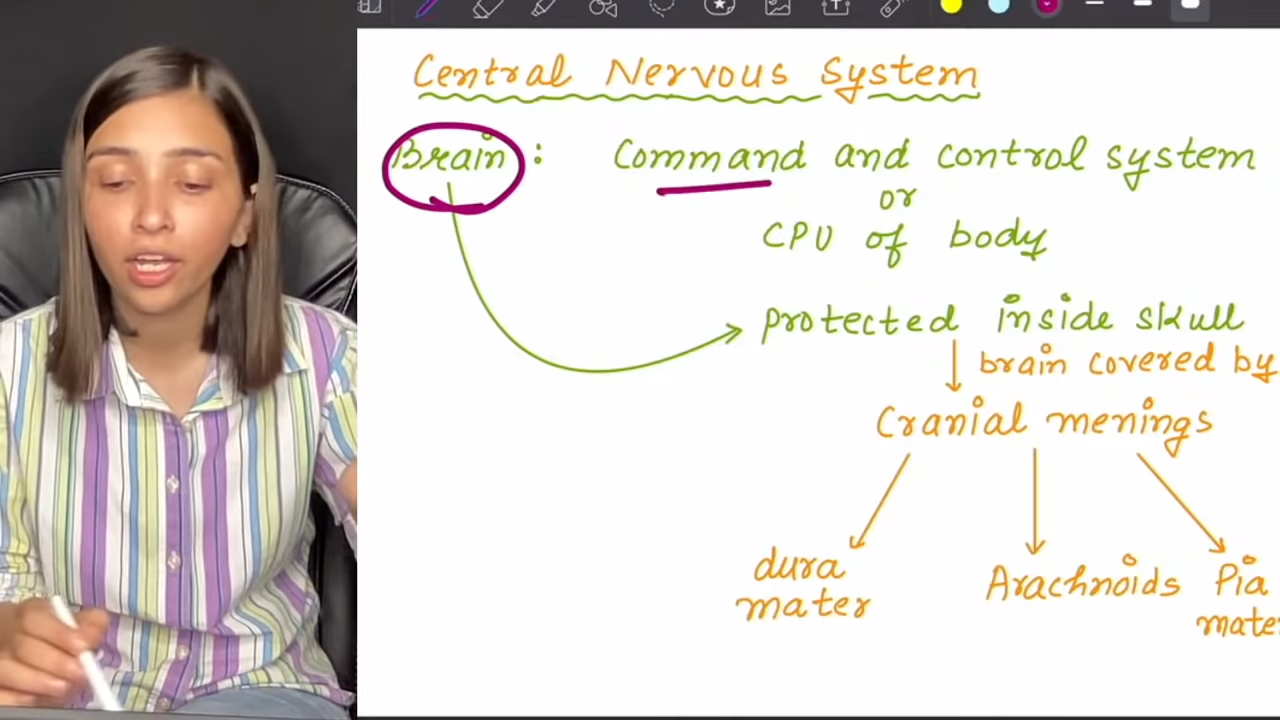 Central Nervous System
Brain : Command and control system
or
CPU of body
protected inside skull
brain covered by
Cranial menings
dura mater
Arachnoids
Pia mater